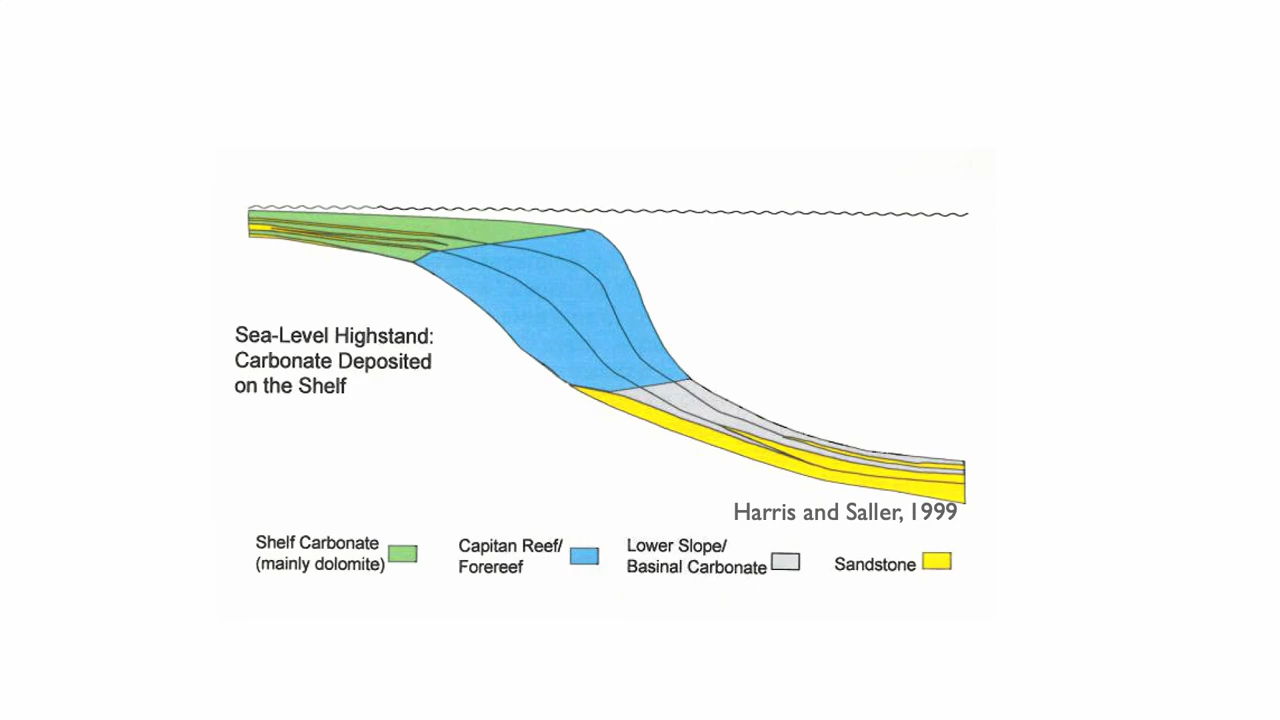 Sea-Level Highstand:
Carbonate Deposited
on the Shelf
Harris and Saller, 1999
Shelf Carbonate
(mainly dolomite)
Capitan Reef/
Forereef
Lower Slope/
Basinal Carbonate
Sandstone